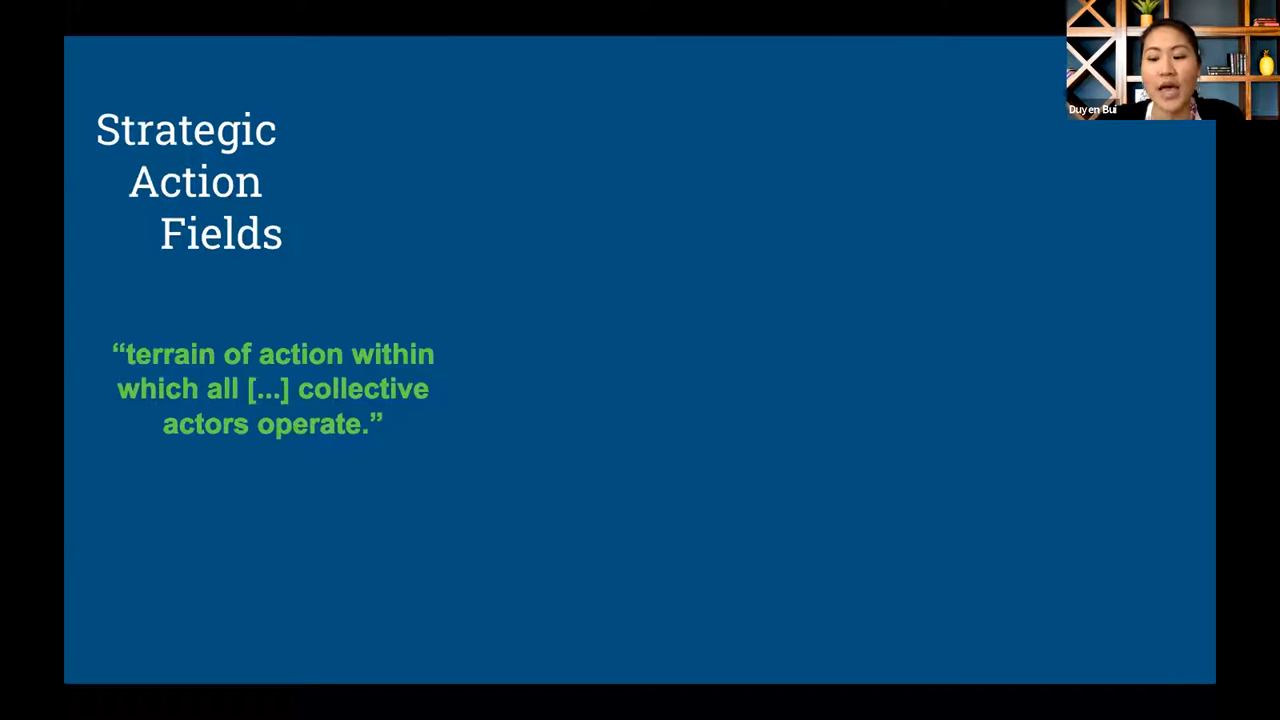 Strategic
Action
Fields
“terrain of action within
which all [...] collective
actors operate.”
Duyen Bui